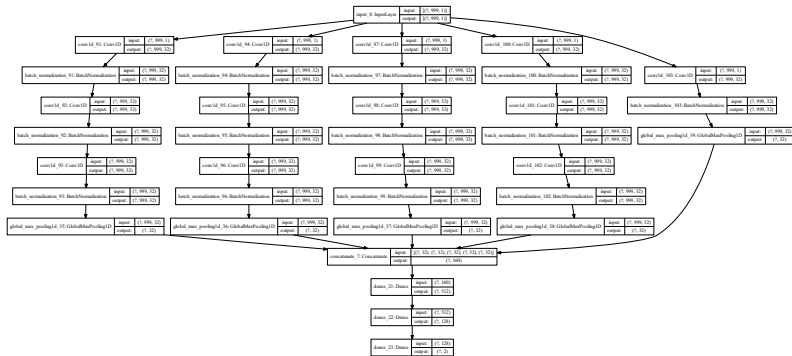 input_8: InputLayer input: [(?, 999, 1)]
output: [(?, 999, 1)]
conv1d_91: Conv1D input: (?, 999, 1) output: (?, 999, 32)
conv1d_94: Conv1D input: (?, 999, 1) output: (?, 999, 32)
conv1d_97: Conv1D input: (?, 999, 1) output: (?, 999, 32)
conv1d_100: Conv1D input: (?, 999, 1) output: (?, 999, 32)
conv1d_103: Conv1D input: (?, 999, 1) output: (?, 999, 32)
batch_normalization_91: BatchNormalization input: (?, 999, 32) output: (?, 999, 32)
batch_normalization_94: BatchNormalization input: (?, 999, 32) output: (?, 999, 32)
batch_normalization_97: BatchNormalization input: (?, 999, 32) output: (?, 999, 32)
batch_normalization_100: BatchNormalization input: (?, 999, 32) output: (?, 999, 32)
conv1d_92: Conv1D input: (?, 999, 32) output: (?, 999, 32)
conv1d_95: Conv1D input: (?, 999, 32) output: (?, 999, 32)
conv1d_98: Conv1D input: (?, 999, 32) output: (?, 999, 32)
conv1d_101: Conv1D input: (?, 999, 32) output: (?, 999, 32)
batch_normalization_103: BatchNormalization input: (?, 999, 32) output: (?, 999, 32)
batch_normalization_92: BatchNormalization input: (?, 999, 32) output: (?, 999, 32)
batch_normalization_95: BatchNormalization input: (?, 999, 32) output: (?, 999, 32)
batch_normalization_98: BatchNormalization input: (?, 999, 32) output: (?, 999, 32)
batch_normalization_101: BatchNormalization input: (?, 999, 32) output: (?, 999, 32)
global_max_pooling1d_39: GlobalMaxPooling1D input: (?, 999, 32) output: (?, 32)
conv1d_93: Conv1D input: (?, 999, 32) output: (?, 999, 32)
conv1d_96: Conv1D input: (?, 999, 32) output: (?, 999, 32)
conv1d_99: Conv1D input: (?, 999, 32) output: (?, 999, 32)
conv1d_102: Conv1D input: (?, 999, 32) output: (?, 999, 32)
batch_normalization_93: BatchNormalization input: (?, 999, 32) output: (?, 999, 32)
batch_normalization_96: BatchNormalization input: (?, 999, 32) output: (?, 999, 32)
batch_normalization_99: BatchNormalization input: (?, 999, 32) output: (?, 999, 32)
batch_normalization_102: BatchNormalization input: (?, 999, 32) output: (?, 999, 32)
global_max_pooling1d_35: GlobalMaxPooling1D input: (?, 999, 32) output: (?, 32)
global_max_pooling1d_36: GlobalMaxPooling1D input: (?, 999, 32) output: (?, 32)
global_max_pooling1d_37: GlobalMaxPooling1D input: (?, 999, 32) output: (?, 32)
global_max_pooling1d_38: GlobalMaxPooling1D input: (?, 999, 32) output: (?, 32)
concatenate_7: Concatenate input: [(?, 32), (?, 32), (?, 32), (?, 32), (?, 32)]
output: (?, 160)
dense_21: Dense input: (?, 160)
output: (?, 512)
dense_22: Dense input: (?, 512)
output: (?, 128)
dense_23: Dense input: (?, 128)
output: (?, 2)